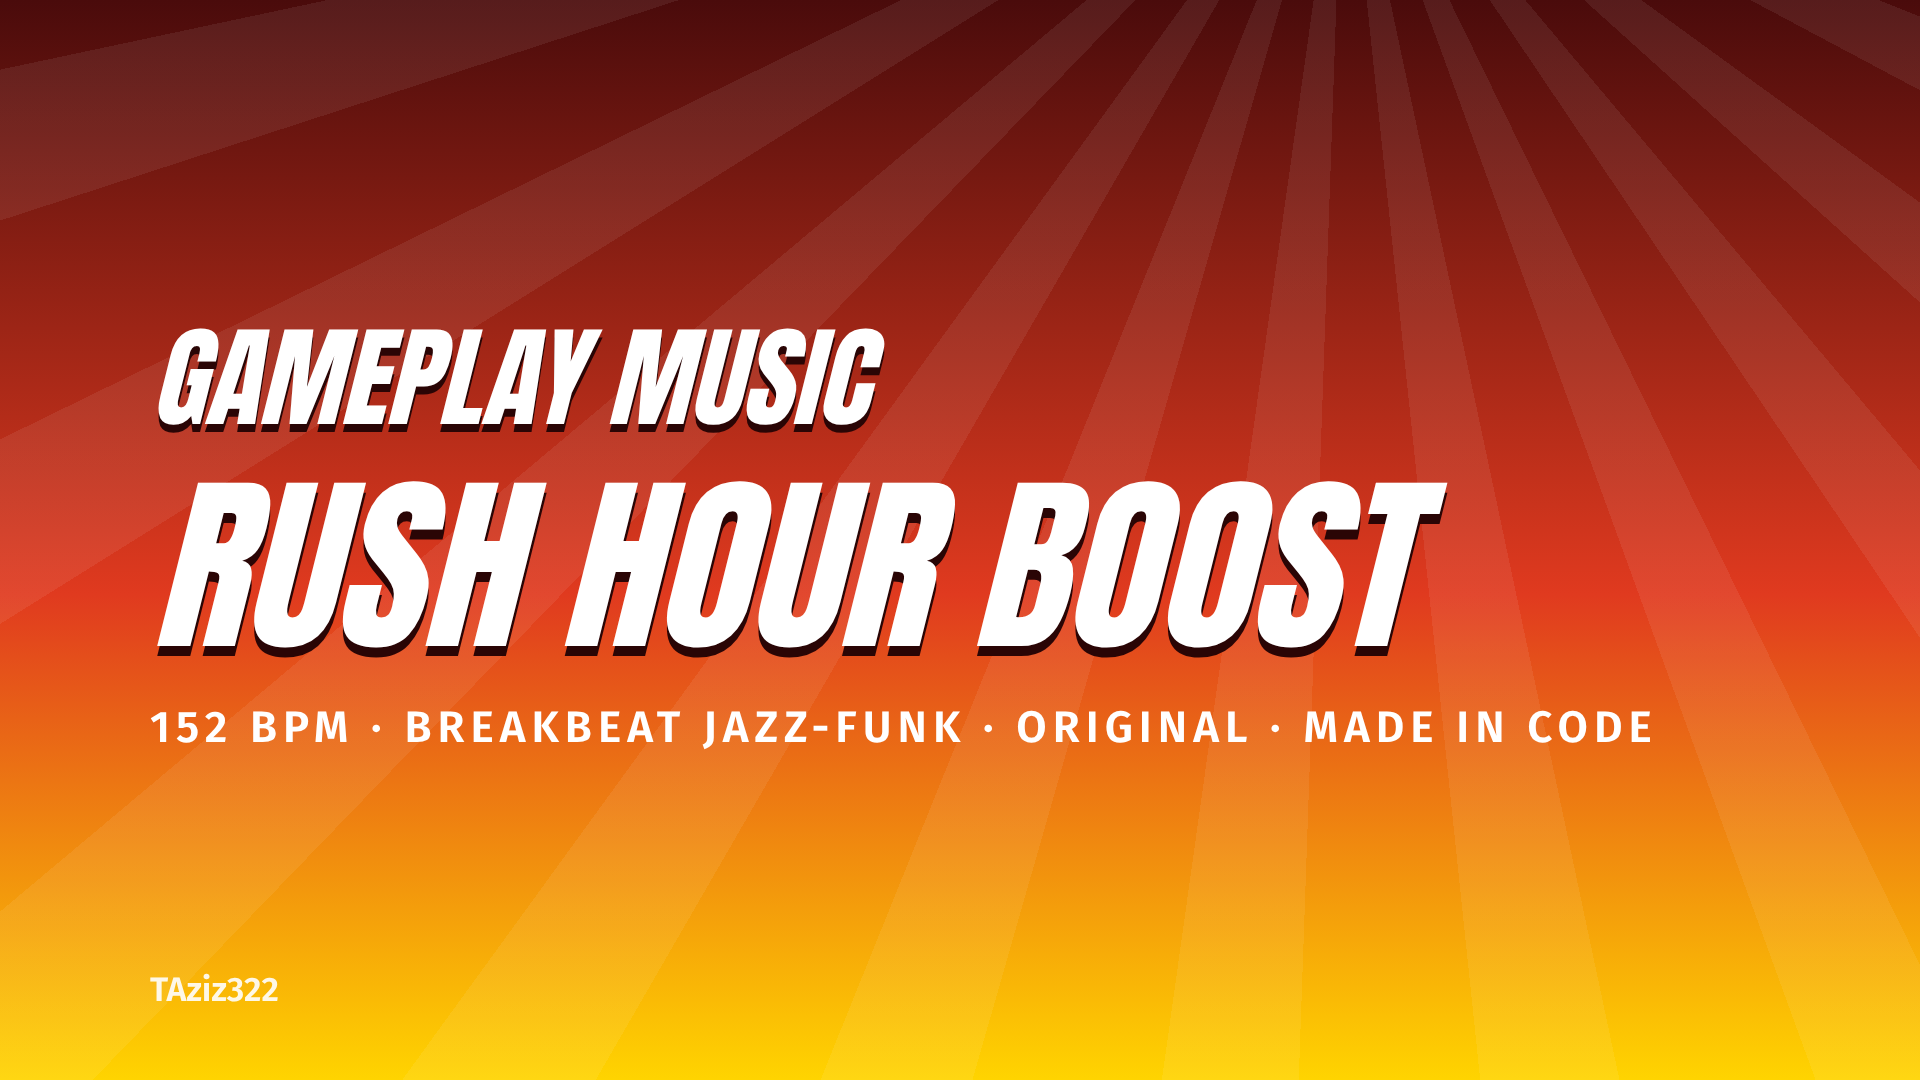 GAMEPLAY MUSIC
RUSH HOUR BOOST
152 BPM · BREAKBEAT JAZZ-FUNK · ORIGINAL · MADE IN CODE
TAziz322